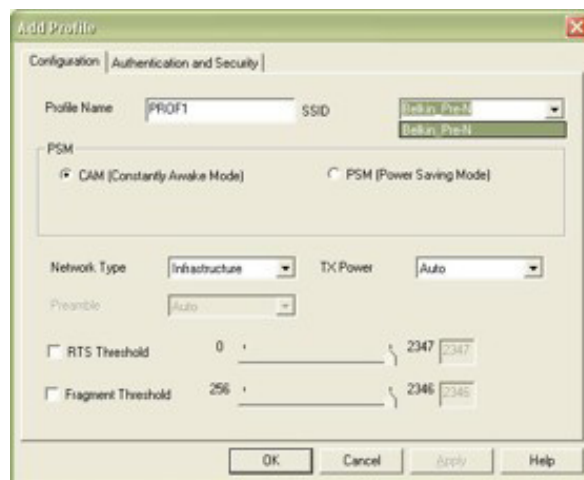 Add Profile
Configuration Authentication and Security
Profile Name PROF1 SSID Belkin_Pre-N
Belkin_Pre-N
PSM
CAM (Constantly Awake Mode) PSM (Power Saving Mode)
Network Type Infrastructure TX Power Auto
Preamble Auto
RTS Threshold 0 2347 2347
Fragment Threshold 256 2346 2346
OK Cancel Apply Help